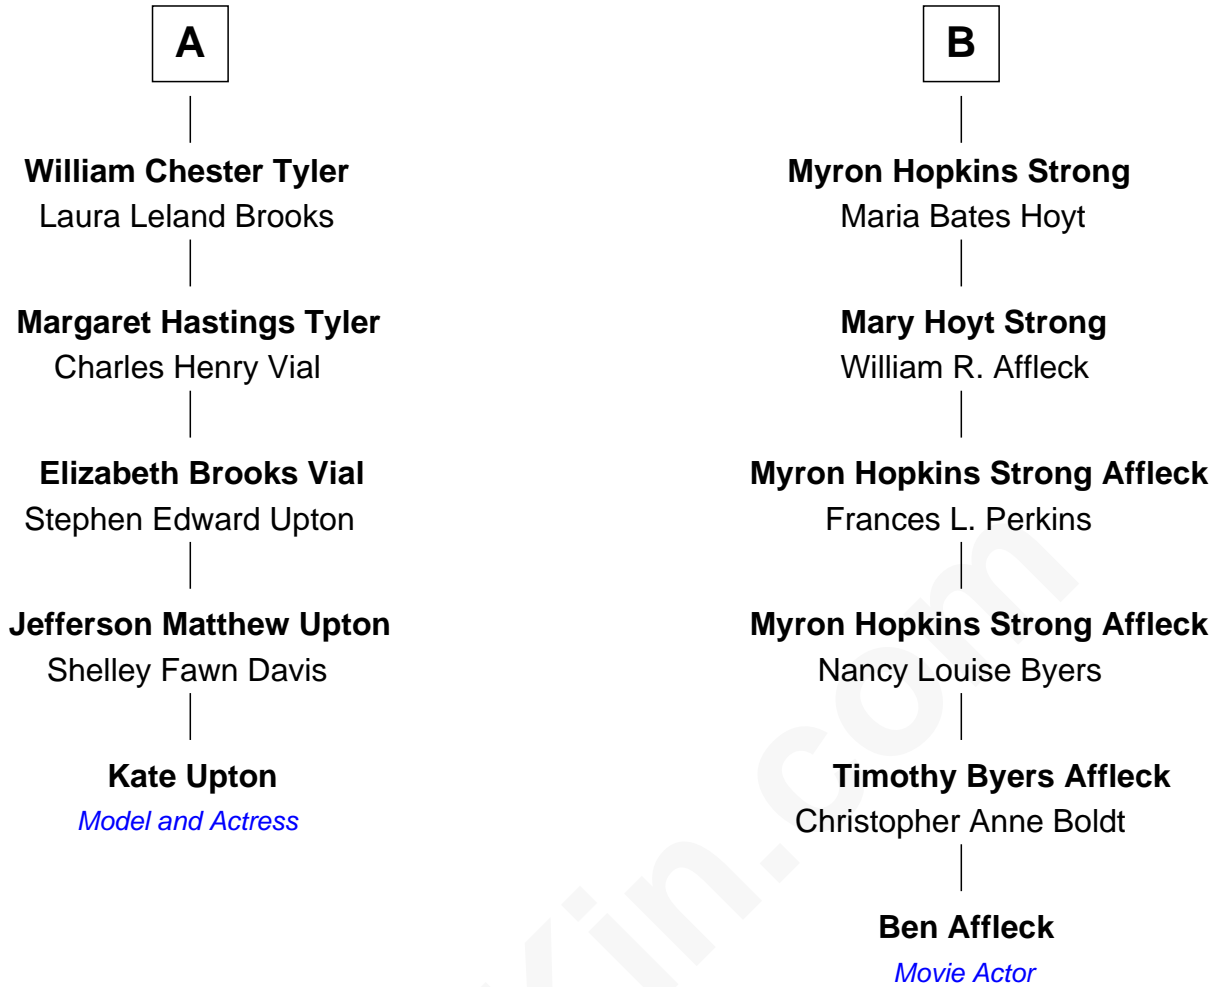 A
William Chester Tyler
Laura Leland Brooks
Margaret Hastings Tyler
Charles Henry Vial
Elizabeth Brooks Vial
Stephen Edward Upton
Jefferson Matthew Upton
Shelley Fawn Davis
Kate Upton
Model and Actress
B
Myron Hopkins Strong
Maria Bates Hoyt
Mary Hoyt Strong
William R. Affleck
Myron Hopkins Strong Affleck
Frances L. Perkins
Myron Hopkins Strong Affleck
Nancy Louise Byers
Timothy Byers Affleck
Christopher Anne Boldt
Ben Affleck
Movie Actor
kin.com